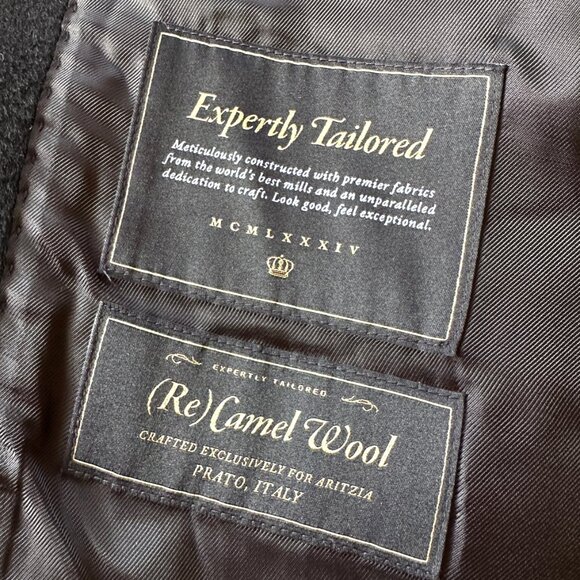 Expertly Tailored
Meticulously constructed with premier fabrics
from the world's best mills and an unparalleled
dedication to craft. Look good, feel exceptional.
MCMLXXXIV
EXPERTLY TAILORED
(Re)Camel Wool
CRAFTED EXCLUSIVELY FOR ARITZIA
PRATO, ITALY